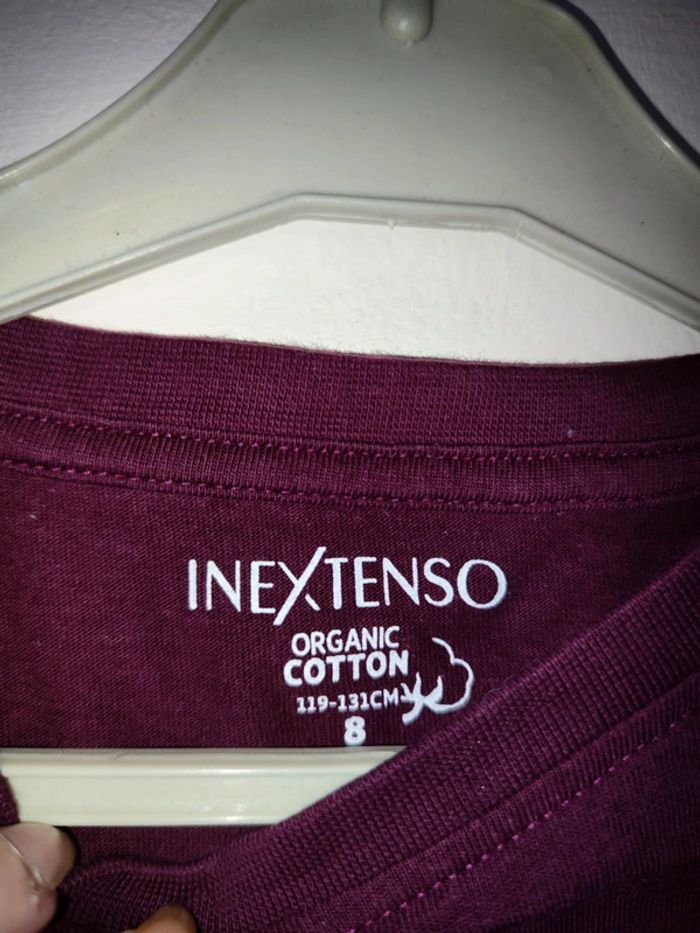 INEXTENSO
ORGANIC
COTTON
119-131CM
8